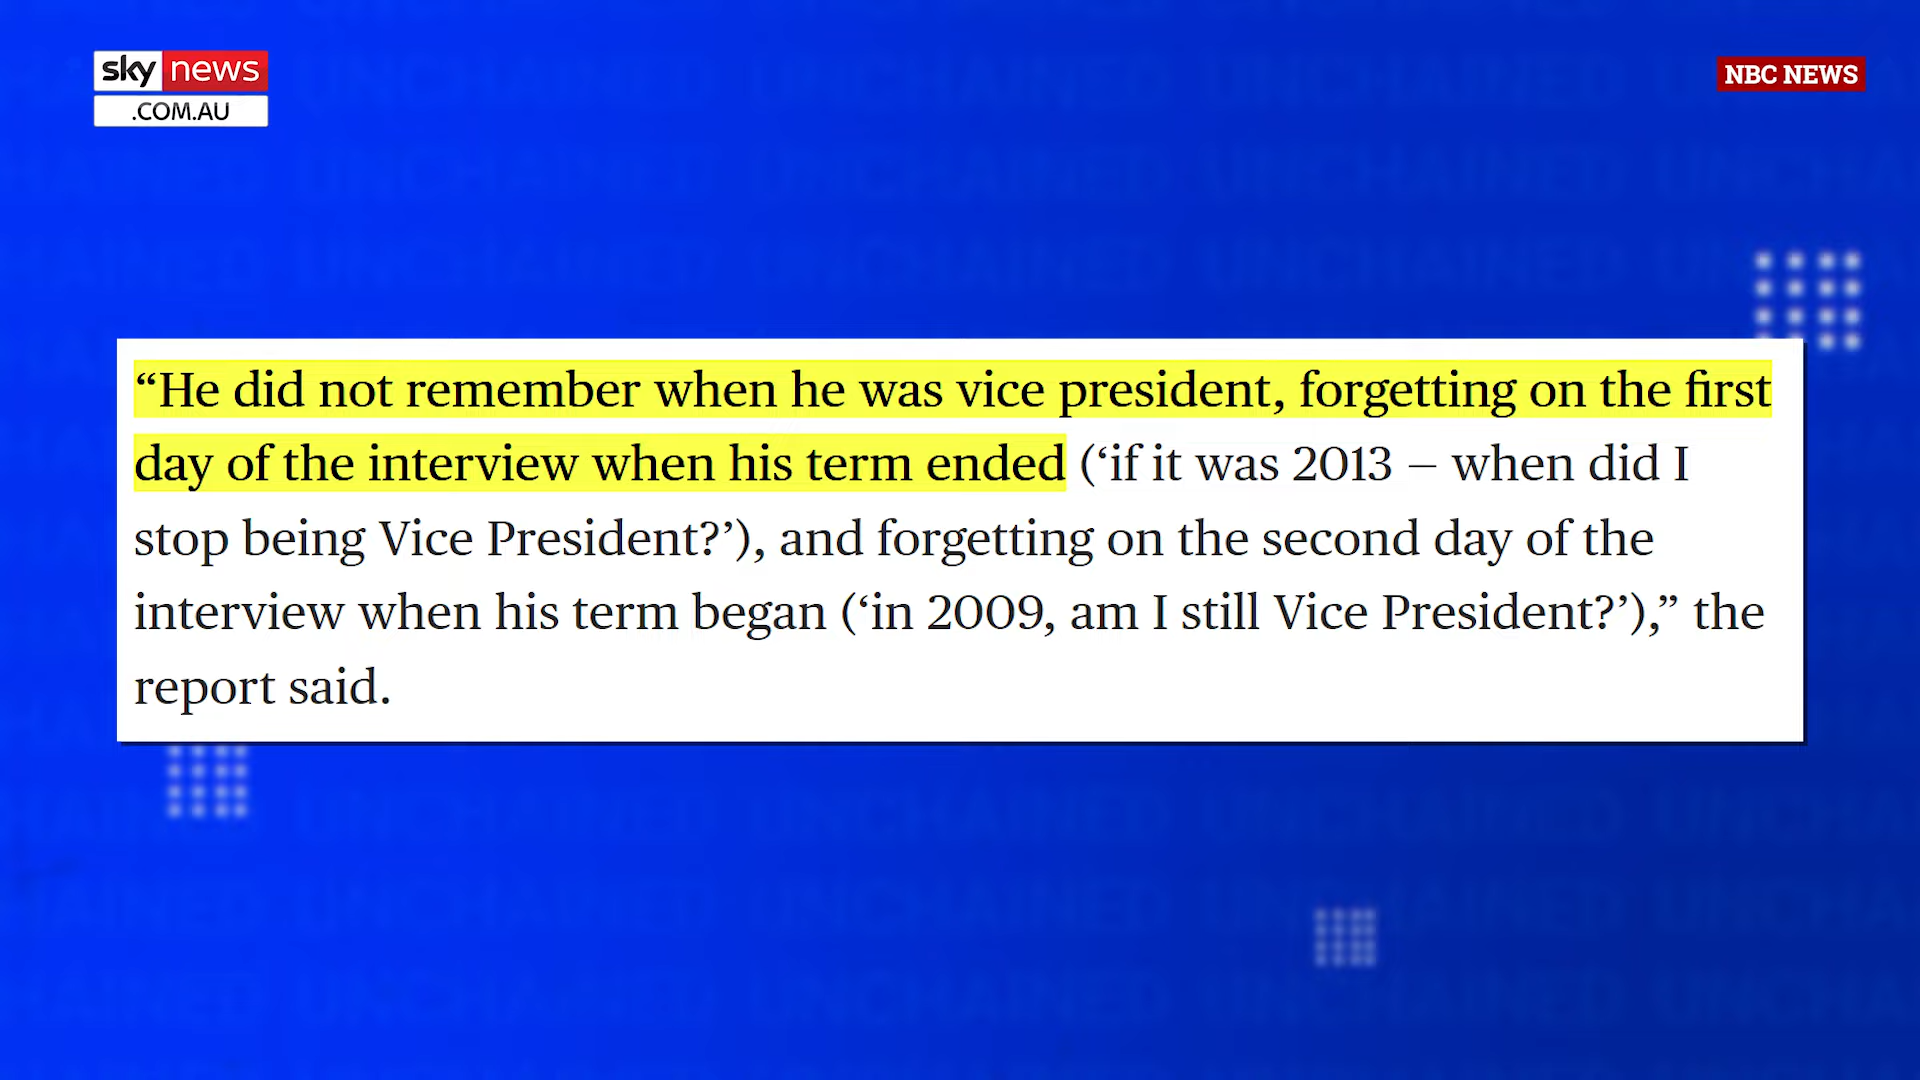 sky news
.COM.AU
NBC NEWS
“He did not remember when he was vice president, forgetting on the first
day of the interview when his term ended (‘if it was 2013 – when did I
stop being Vice President?’), and forgetting on the second day of the
interview when his term began (‘in 2009, am I still Vice President?’),” the
report said.
UNCHAINED UNCHAINED UNCHAINED